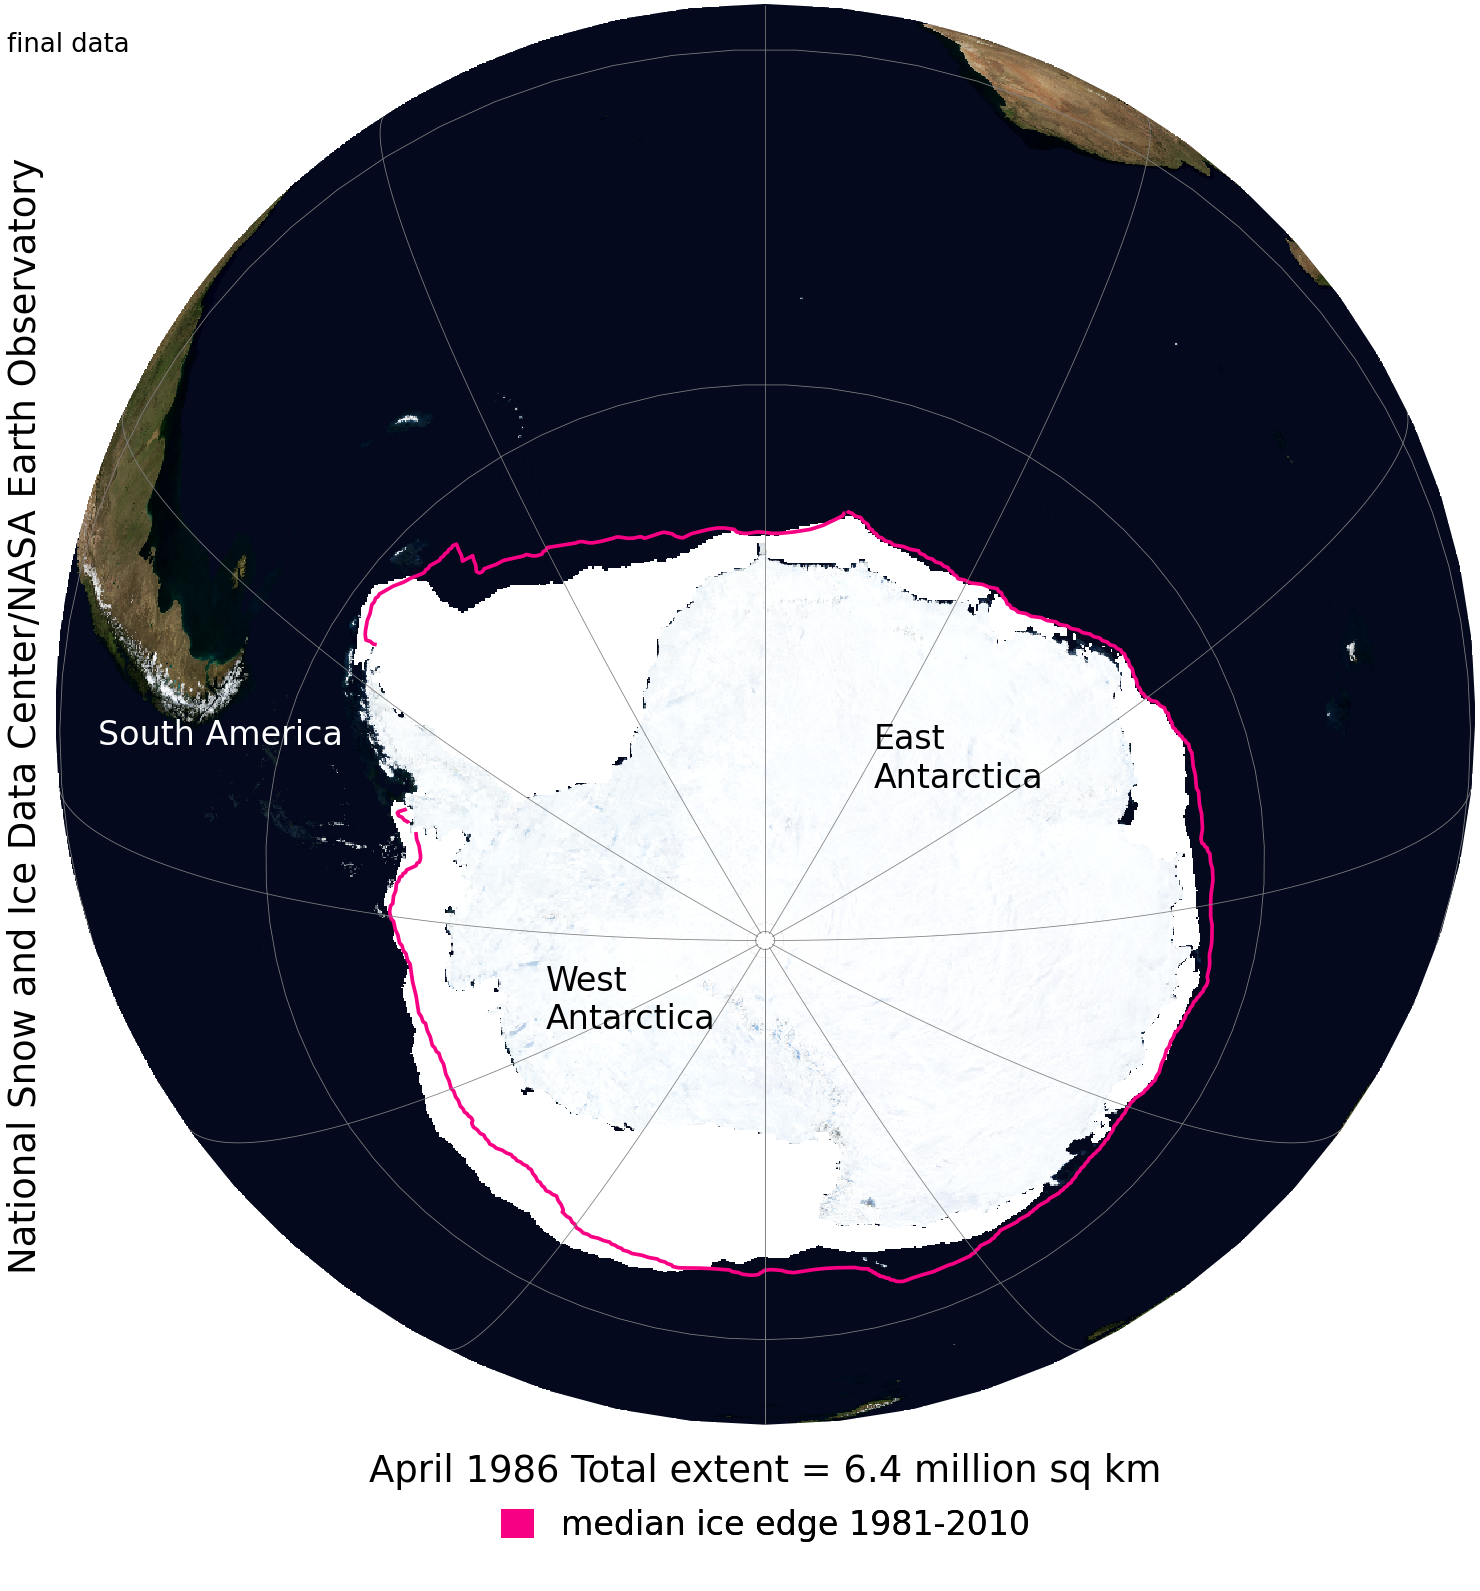 final data
National Snow and Ice Data Center/NASA Earth Observatory
South America
East
Antarctica
West
Antarctica
April 1986 Total extent = 6.4 million sq km
median ice edge 1981-2010